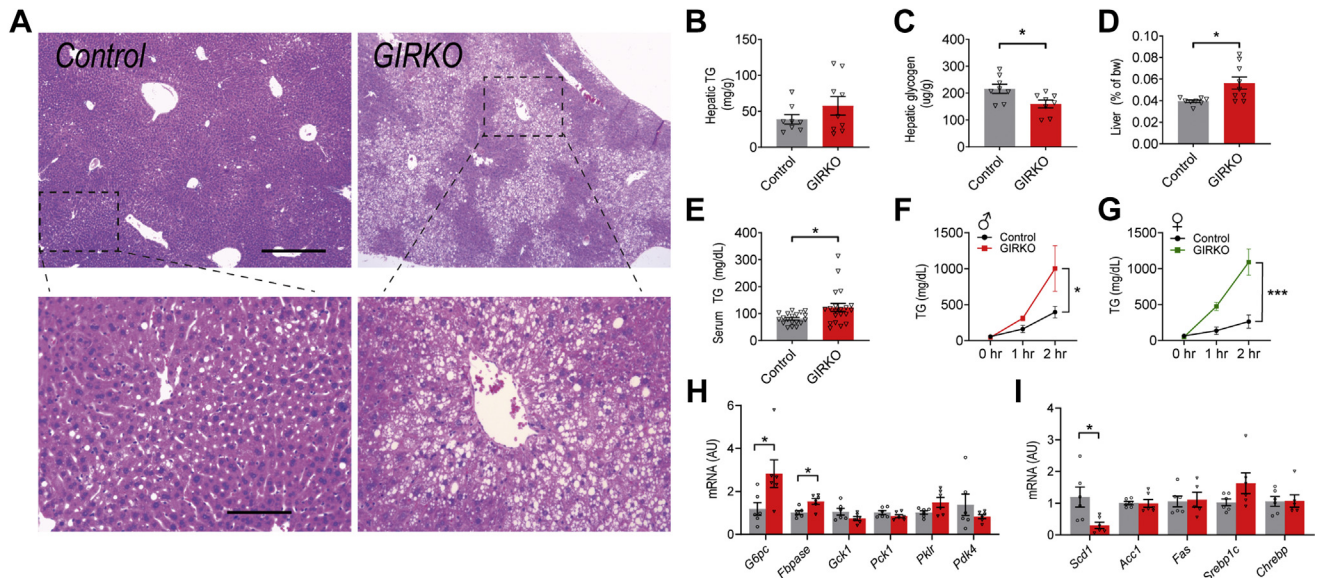 A
Control
GIRKO
B
Hepatic TG
(mg/g)
150
100
50
0
Control
GIRKO
C
Hepatic glycogen
(ug/g)
400
300
200
100
0
*
Control
GIRKO
D
Liver (% of bw)
0.10
0.08
0.06
0.04
0.02
0.00
*
Control
GIRKO
E
Serum TG (mg/dL)
400
300
200
100
0
*
Control
GIRKO
F
♂
Control
GIRKO
TG (mg/dL)
1500
1000
500
0
*
0 hr 1 hr 2 hr
G
♀
Control
GIRKO
TG (mg/dL)
1500
1000
500
0
***
0 hr 1 hr 2 hr
H
mRNA (AU)
6
4
2
0
*
*
G6pc
Fbpase
Gck1
Pck1
Pklr
Pdk4
I
mRNA (AU)
4
3
2
1
0
*
Scd1
Acc1
Fas
Srebp1c
Chrebp